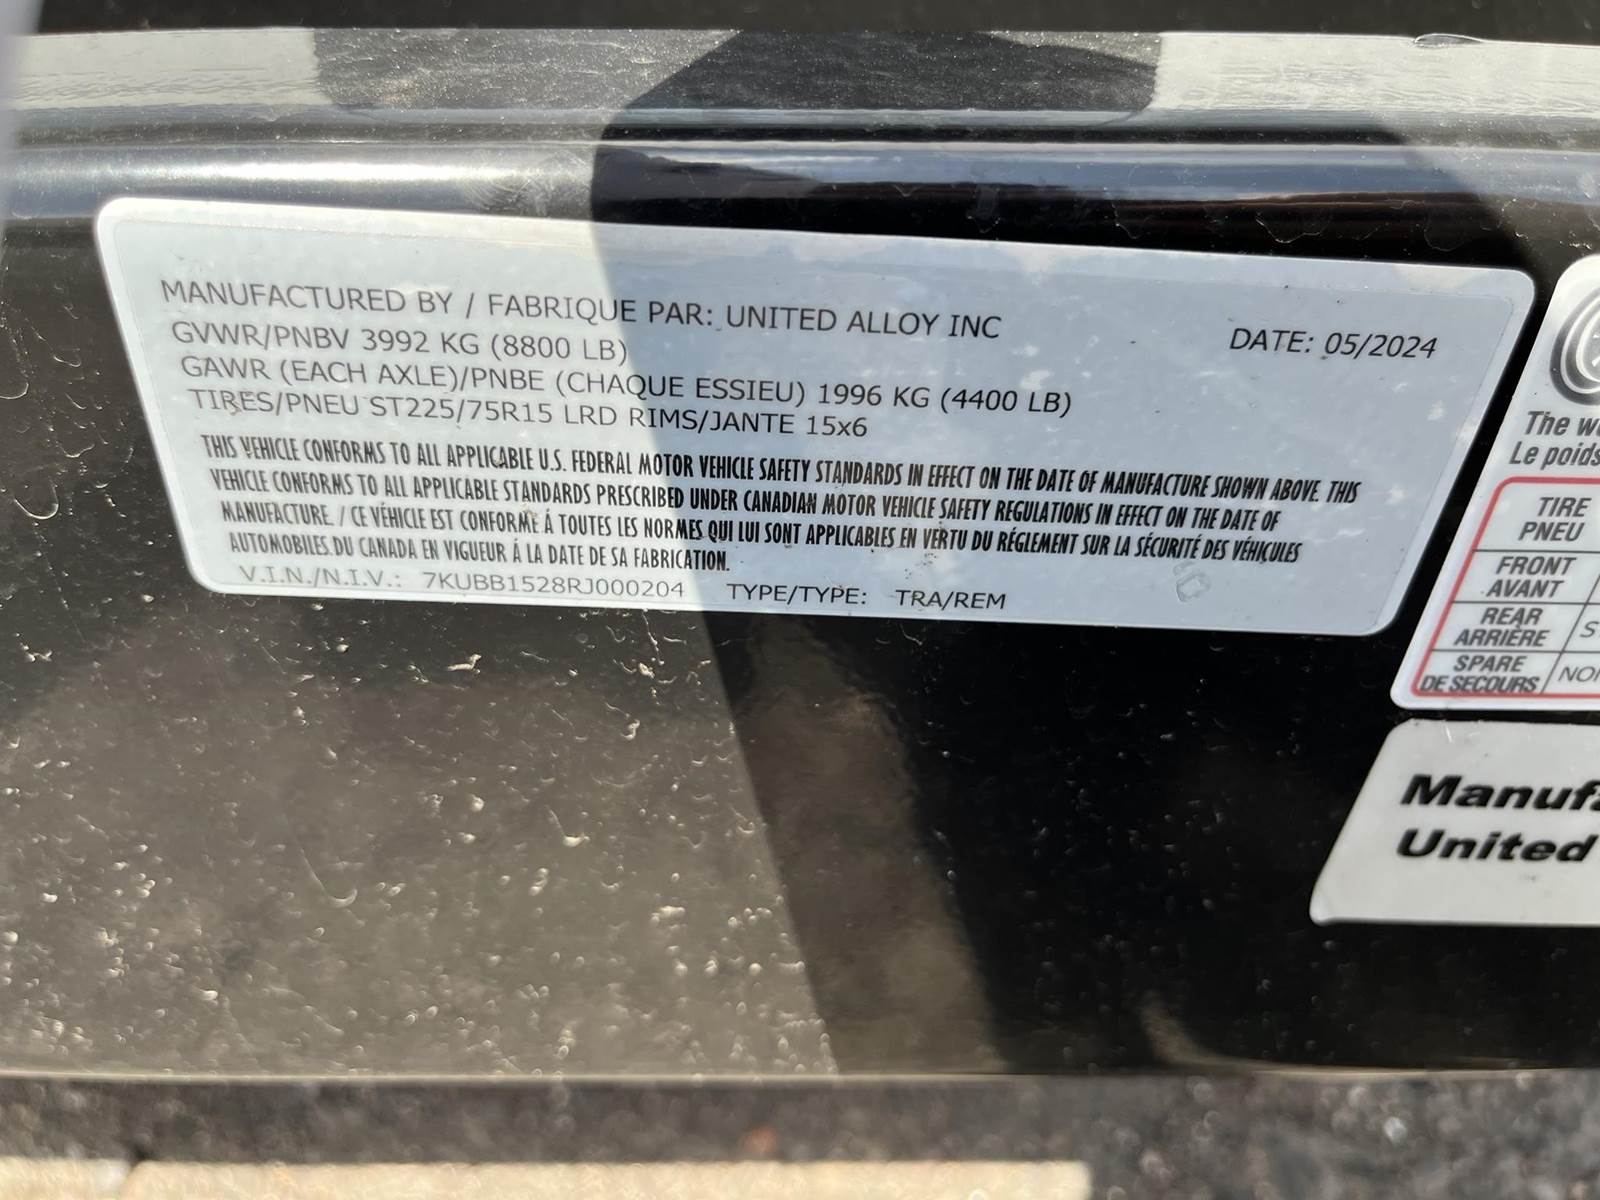 MANUFACTURED BY / FABRIQUE PAR: UNITED ALLOY INC
DATE: 05/2024
GVWR/PNBV 3992 KG (8800 LB)
GAWR (EACH AXLE)/PNBE (CHAQUE ESSIEU) 1996 KG (4400 LB)
TIRES/PNEU ST225/75R15 LRD RIMS/JANTE 15x6
THIS VEHICLE CONFORMS TO ALL APPLICABLE U.S. FEDERAL MOTOR VEHICLE SAFETY STANDARDS IN EFFECT ON THE DATE OF MANUFACTURE SHOWN ABOVE. THIS
VEHICLE CONFORMS TO ALL APPLICABLE STANDARDS PRESCRIBED UNDER CANADIAN MOTOR VEHICLE SAFETY REGULATIONS IN EFFECT ON THE DATE OF
MANUFACTURE. / CE VÉHICLE EST CONFORME Á TOUTES LES NORMES QUI LUI SONT APPLICABLES EN VERTU DU RÉGLEMENT SUR LA SÉCURITÉ DES VÉHICULES
AUTOMOBILES DU CANADA EN VIGUEUR Á LA DATE DE SA FABRICATION.
V.I.N./N.I.V.: 7KUBB1528RJ000204 TYPE/TYPE: TRA/REM
The
Le poids
TIRE
PNEU
FRONT
AVANT
REAR
ARRIÈRE
SPARE
DE SECOURS
United